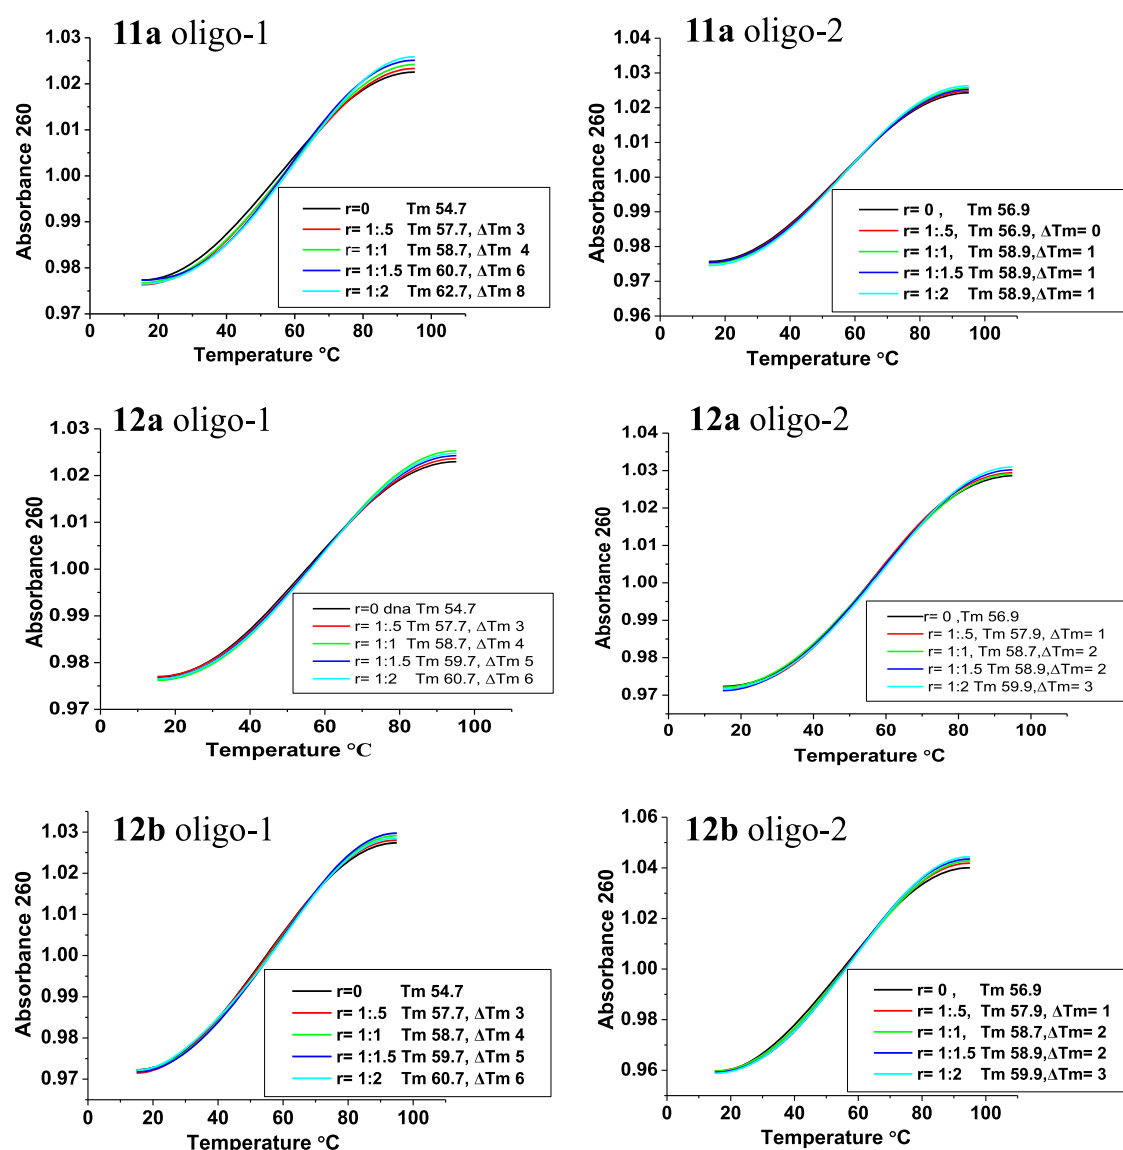 11a oligo-1
Absorbance 260
1.03
1.02
1.01
1.00
0.99
0.98
0.97
r=0 Tm 54.7
r= 1:.5 Tm 57.7, ΔTm 3
r= 1:1 Tm 58.7, ΔTm 4
r= 1:1.5 Tm 60.7, ΔTm 6
r= 1:2 Tm 62.7, ΔTm 8
0 20 40 60 80 100
Temperature °C
11a oligo-2
Absorbance 260
1.04
1.03
1.02
1.01
1.00
0.99
0.98
0.97
0.96
r= 0 , Tm 56.9
r= 1:.5, Tm 56.9, ΔTm= 0
r= 1:1, Tm 58.9,ΔTm= 1
r= 1:1.5 Tm 58.9,ΔTm= 1
r= 1:2 Tm 58.9,ΔTm= 1
0 20 40 60 80 100
Temperature °C
12a oligo-1
Absorbance 260
1.03
1.02
1.01
1.00
0.99
0.98
0.97
r=0 dna Tm 54.7
r= 1:.5 Tm 57.7, ΔTm 3
r= 1:1 Tm 58.7, ΔTm 4
r= 1:1.5 Tm 59.7, ΔTm 5
r= 1:2 Tm 60.7, ΔTm 6
0 20 40 60 80 100
Temperature °C
12a oligo-2
Absorbance 260
1.04
1.03
1.02
1.01
1.00
0.99
0.98
0.97
r= 0 ,Tm 56.9
r= 1:.5, Tm 57.9, ΔTm= 1
r= 1:1, Tm 58.7,ΔTm= 2
r= 1:1.5 Tm 58.9,ΔTm= 2
r= 1:2 Tm 59.9,ΔTm= 3
20 40 60 80 100
Temperature °C
12b oligo-1
Absorbance 260
1.03
1.02
1.01
1.00
0.99
0.98
0.97
r=0 Tm 54.7
r= 1:.5 Tm 57.7, ΔTm 3
r= 1:1 Tm 58.7, ΔTm 4
r= 1:1.5 Tm 59.7, ΔTm 5
r= 1:2 Tm 60.7, ΔTm 6
0 20 40 60 80 100
Temperature °C
12b oligo-2
Absorbance 260
1.06
1.04
1.02
1.00
0.98
0.96
r= 0 , Tm 56.9
r= 1:.5, Tm 57.9, ΔTm= 1
r= 1:1, Tm 58.7,ΔTm= 2
r= 1:1.5 Tm 58.9,ΔTm= 2
r= 1:2 Tm 59.9,ΔTm= 3
0 20 40 60 80 100
Temperature °C